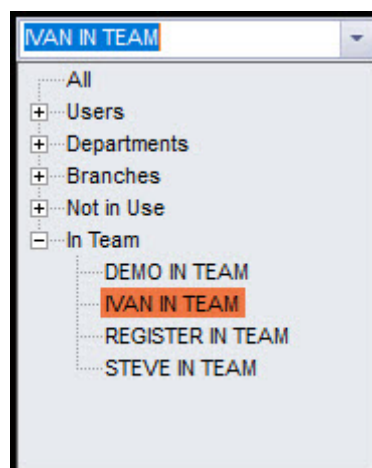 IVAN IN TEAM
All
Users
Departments
Branches
Not in Use
In Team
DEMO IN TEAM
IVAN IN TEAM
REGISTER IN TEAM
STEVE IN TEAM